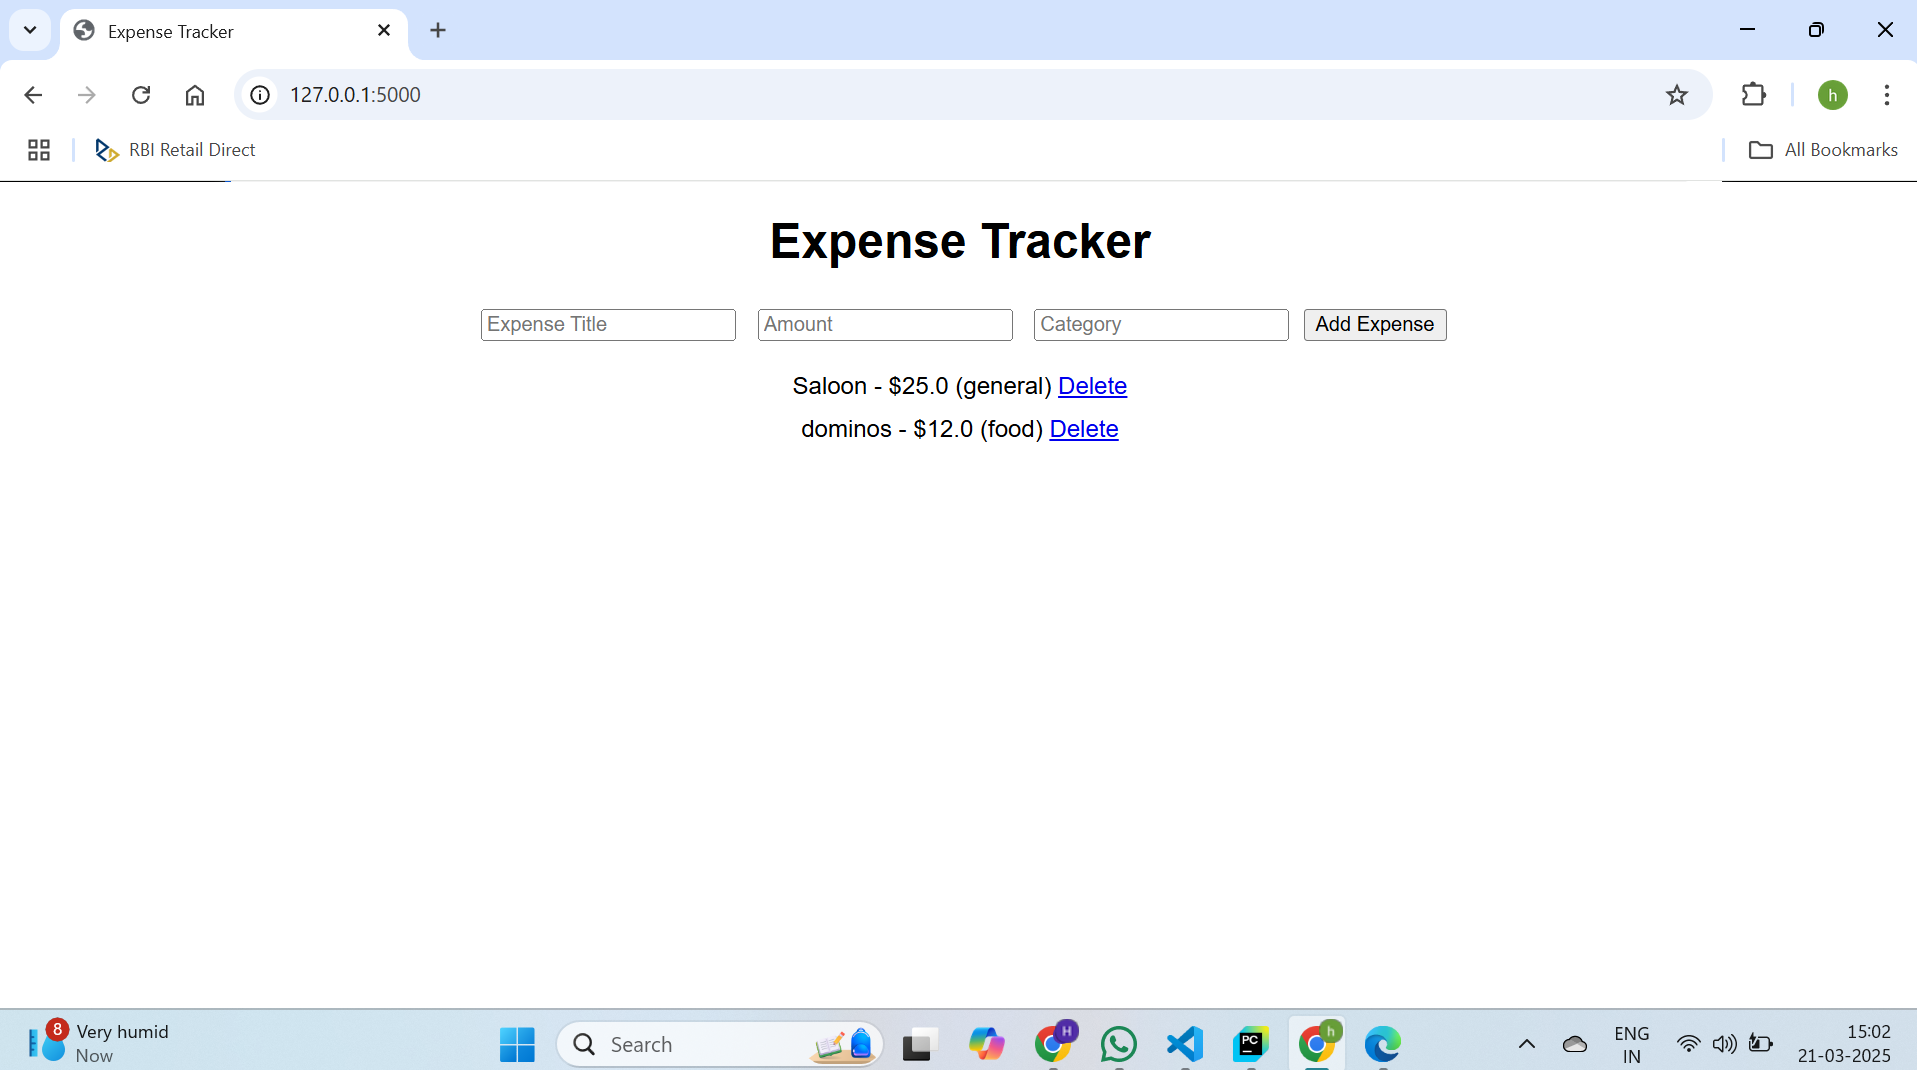 Expense Tracker
127.0.0.1:5000
h
RBI Retail Direct
All Bookmarks
Expense Tracker
Expense Title
Amount
Category
Add Expense
Saloon - $25.0 (general) Delete
dominos - $12.0 (food) Delete
8
Very humid
Now
Search
H
PC
h
ENG
IN
15:02
21-03-2025